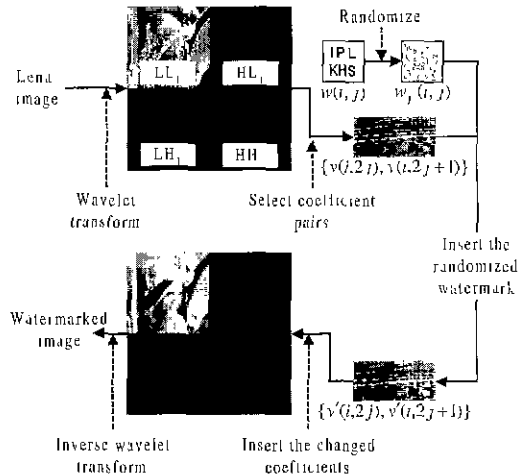 Randomize
IPL
KHS
w(i, j)
w_j(i, j)
LL₁
HL₁
LH₁
HH
Lena
image
{v(i,2j), v(i,2j+1)}
Wavelet
transform
Select coefficient
pairs
Insert the
randomized
watermark
Watermarked
image
{v'(i,2j), v'(i,2j+1)}
Inverse wavelet
transform
Insert the changed
coefficients